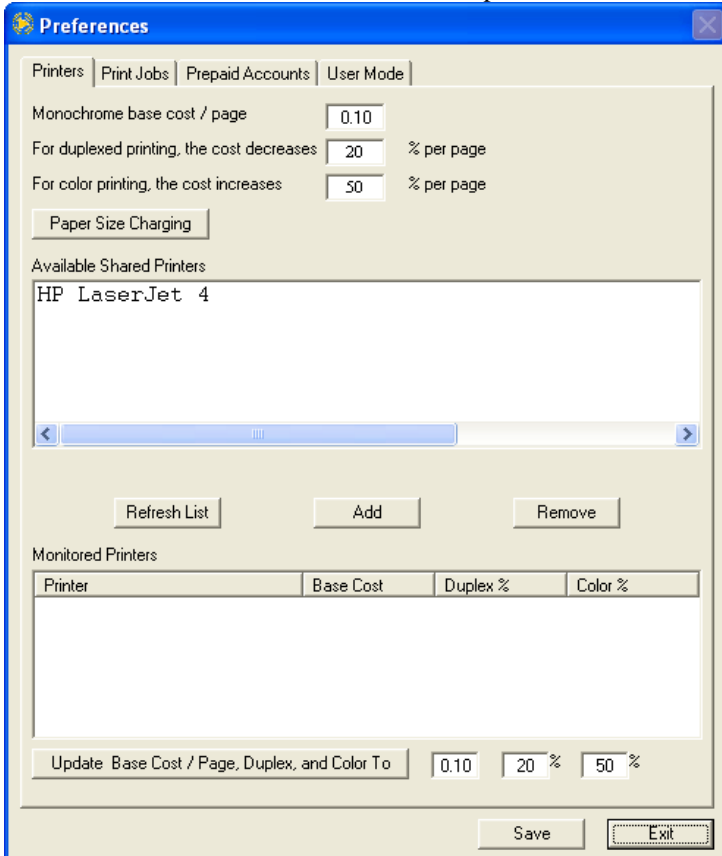 Preferences
Printers Print Jobs Prepaid Accounts User Mode
Monochrome base cost / page 0.10
For duplexed printing, the cost decreases 20 % per page
For color printing, the cost increases 50 % per page
Paper Size Charging
Available Shared Printers
HP LaserJet 4
Refresh List Add Remove
Monitored Printers
Printer Base Cost Duplex % Color %
Update Base Cost / Page, Duplex, and Color To 0.10 20 % 50 %
Save Exit